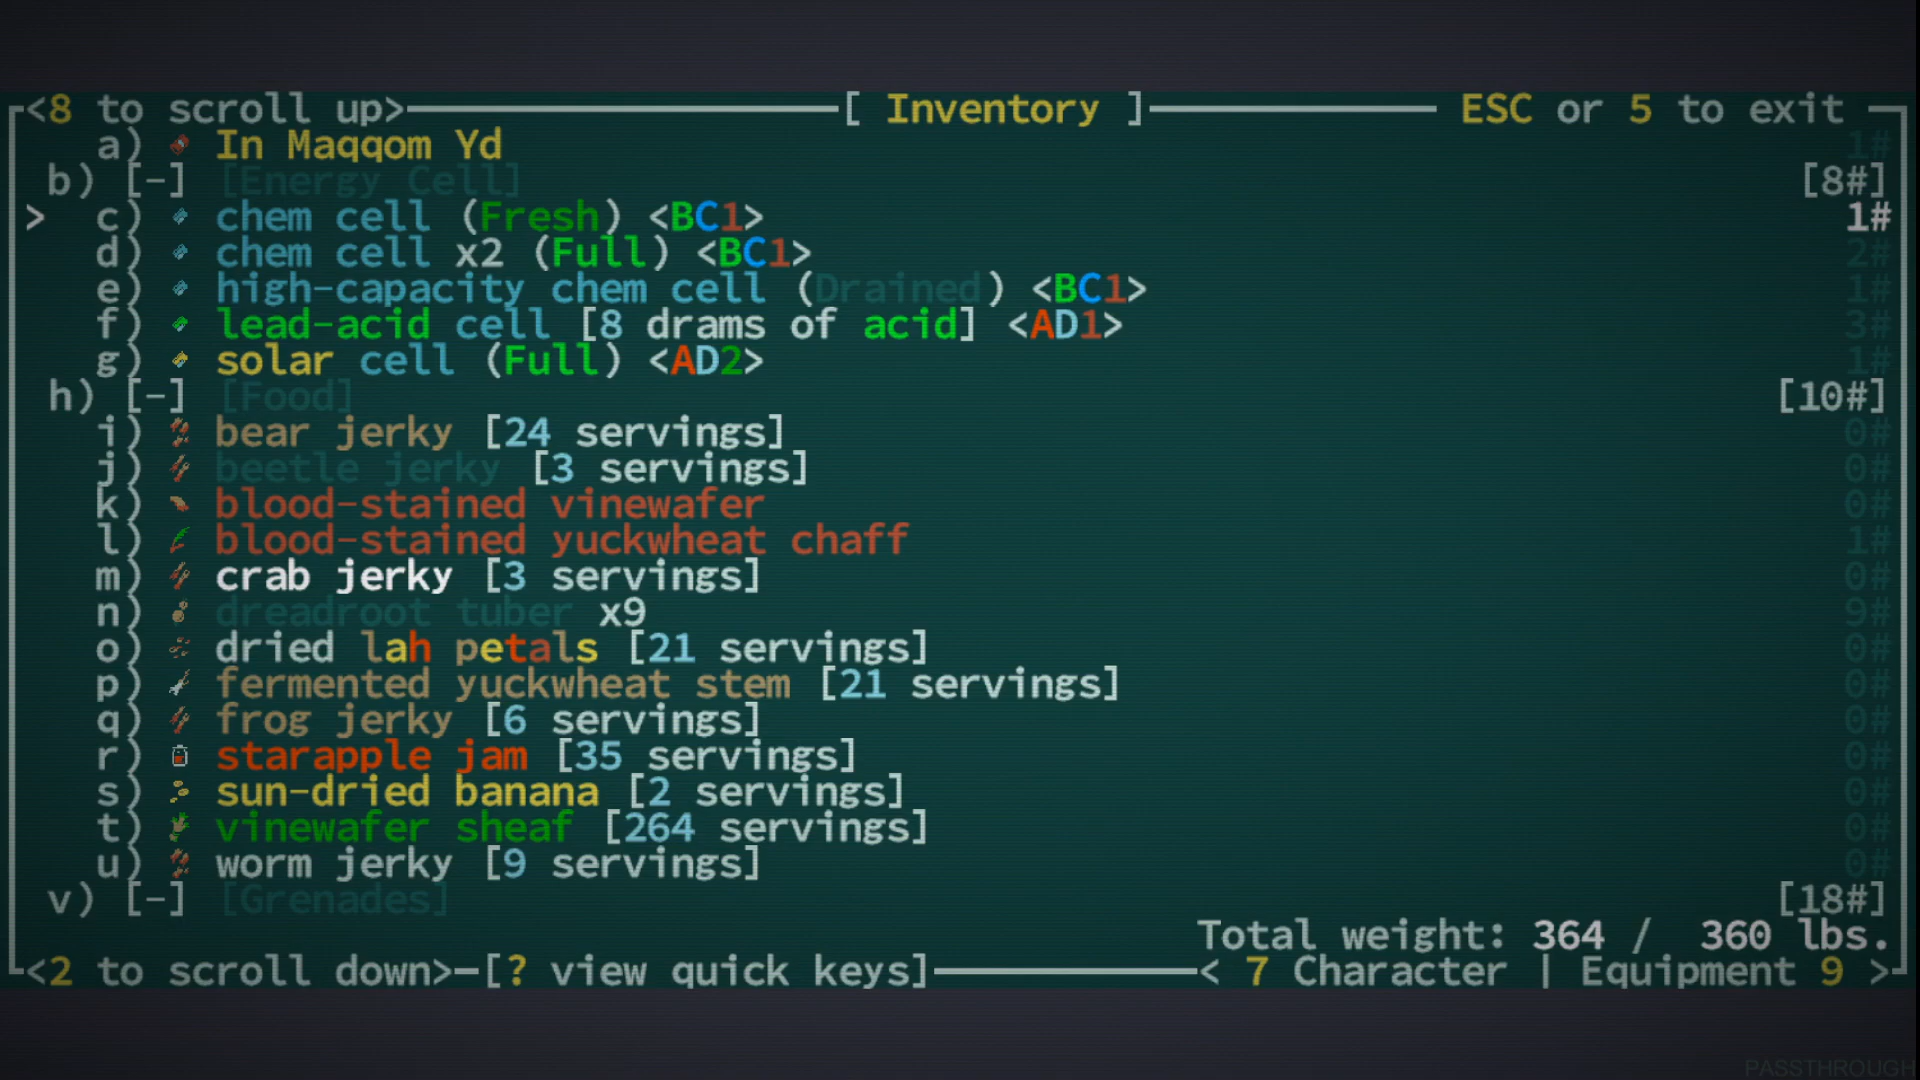 <8 to scroll up> [ Inventory ] ESC or 5 to exit
a) In Maqqom Yd 1#
b) [-] [Energy Cell] [8#]
> c) chem cell (Fresh) <BC1> 1#
d) chem cell x2 (Full) <BC1> 2#
e) high-capacity chem cell (Drained) <BC1> 1#
f) lead-acid cell [8 drams of acid] <AD1> 3#
g) solar cell (Full) <AD2> 1#
h) [-] [Food] [10#]
i) bear jerky [24 servings] 0#
j) beetle jerky [3 servings] 0#
k) blood-stained vinewafer 0#
l) blood-stained yuckwheat chaff 1#
m) crab jerky [3 servings] 0#
n) dreadroot tuber x9 9#
o) dried lah petals [21 servings] 0#
p) fermented yuckwheat stem [21 servings] 0#
q) frog jerky [6 servings] 0#
r) starapple jam [35 servings] 0#
s) sun-dried banana [2 servings] 0#
t) vinewafer sheaf [264 servings] 0#
u) worm jerky [9 servings] 0#
v) [-] [Grenades] [18#]
Total weight: 364 / 360 lbs.
<2 to scroll down> [? view quick keys] < 7 Character | Equipment 9 >
PASSTHROUGH